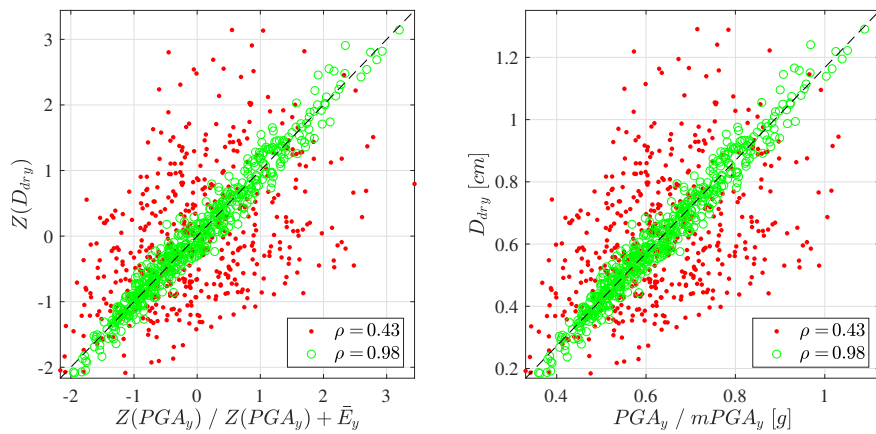 3
2
1
0
-1
-2
Z(D_dry)
-2 -1 0 1 2 3
Z(PGA_y) / Z(PGA_y) + Ē_y
ρ = 0.43
ρ = 0.98
1.2
1
0.8
0.6
0.4
0.2
D_dry [cm]
0.4 0.6 0.8 1
PGA_y / mPGA_y [g]
ρ = 0.43
ρ = 0.98